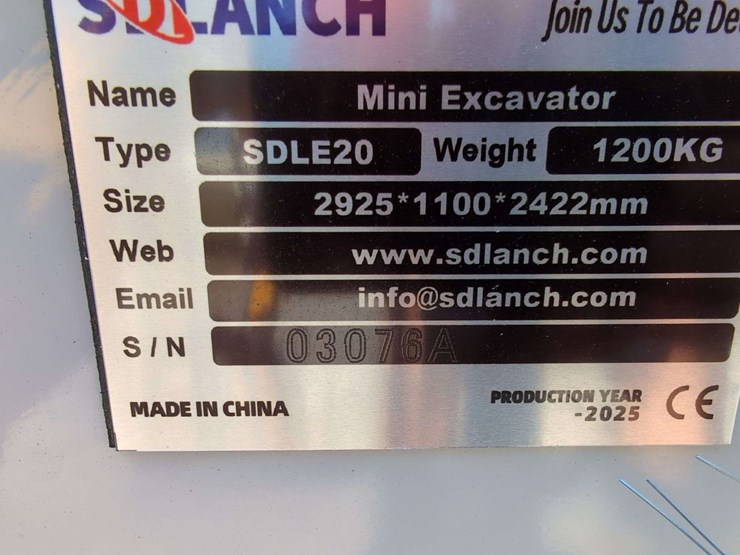 SDLANCH
Join Us To Be De
Name Mini Excavator
Type SDLE20 Weight 1200KG
Size 2925*1100*2422mm
Web www.sdlanch.com
Email info@sdlanch.com
S/N 03076A
MADE IN CHINA
PRODUCTION YEAR
-2025
CE